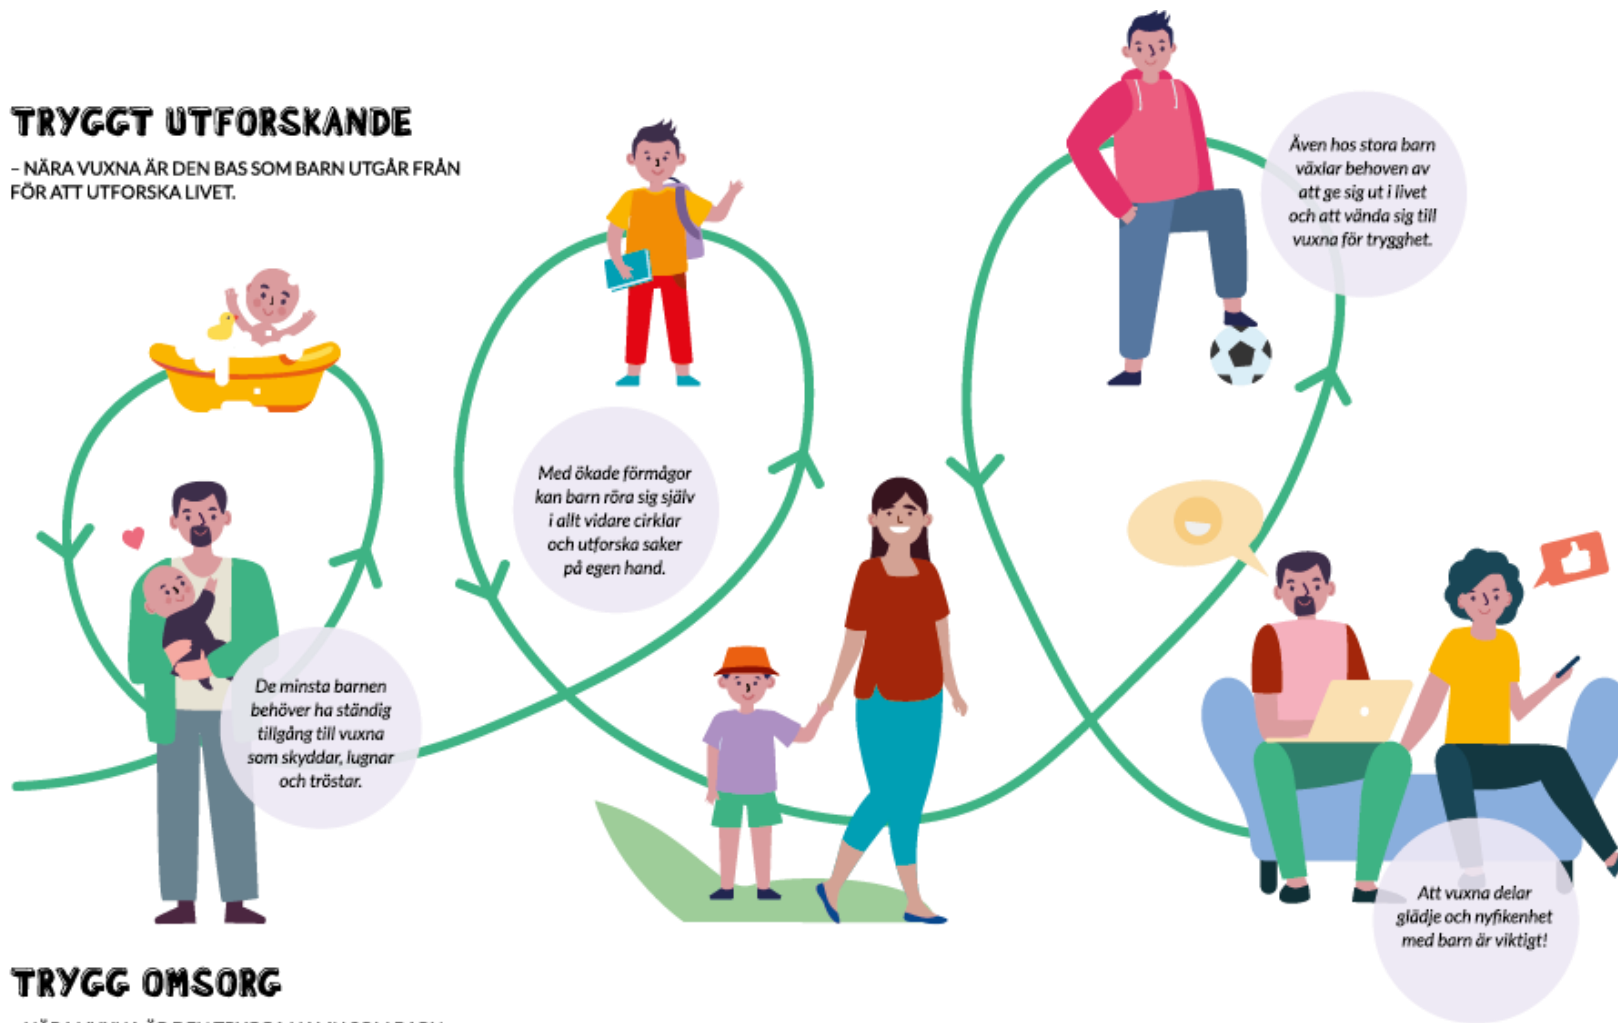 TRYGGT UTFORSKANDE
– NÄRA VUXNA ÄR DEN BAS SOM BARN UTGÅR FRÅN
FÖR ATT UTFORSKA LIVET.
Även hos stora barn
växlar behoven av
att ge sig ut i livet
och att vända sig till
vuxna för trygghet.
Med ökade förmågor
kan barn röra sig själv
i allt vidare cirklar
och utforska saker
på egen hand.
De minsta barnen
behöver ha ständig
tillgång till vuxna
som skyddar, lugnar
och tröstar.
Att vuxna delar
glädje och nyfikenhet
med barn är viktigt!
TRYGG OMSORG